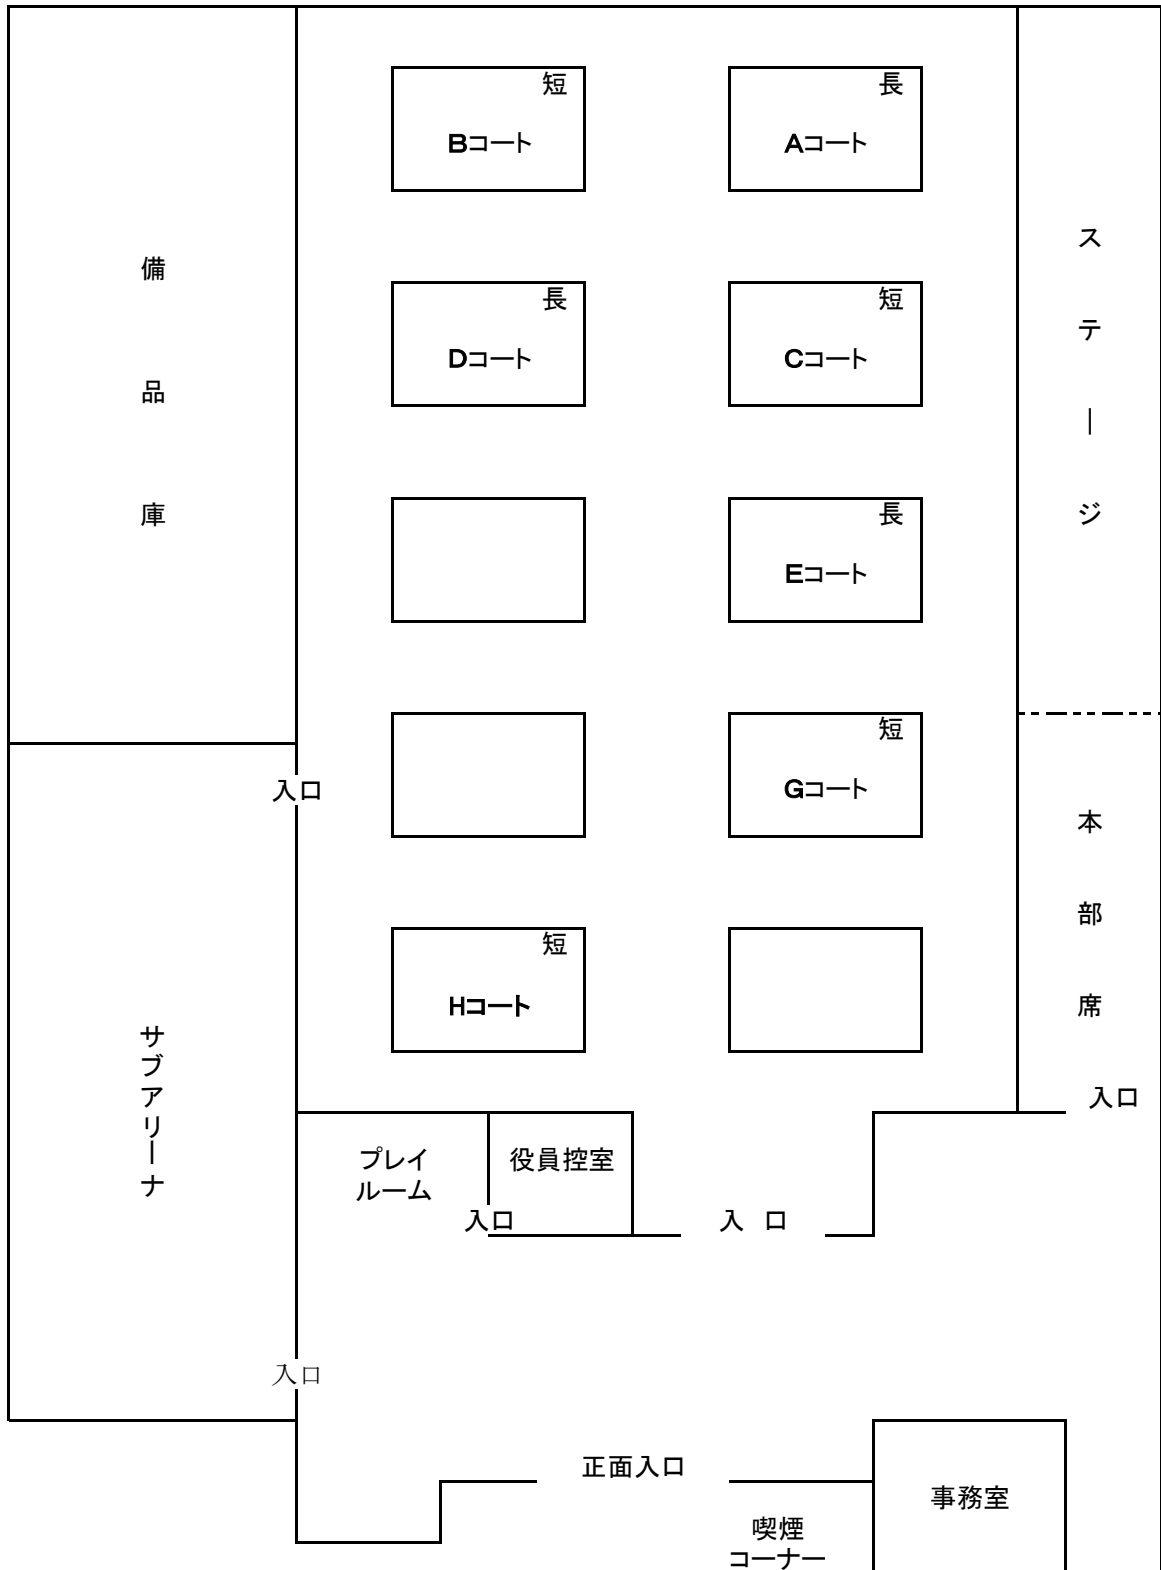 短
Bコート
長
Aコート
備品庫
ステージ
長
Dコート
短
Cコート
長
Eコート
短
Gコート
入口
本部席
短
Hコート
サブアリーナ
入口
プレイ
ルーム
役員控室
入口
入 口
入口
正面入口
事務室
喫煙
コーナー